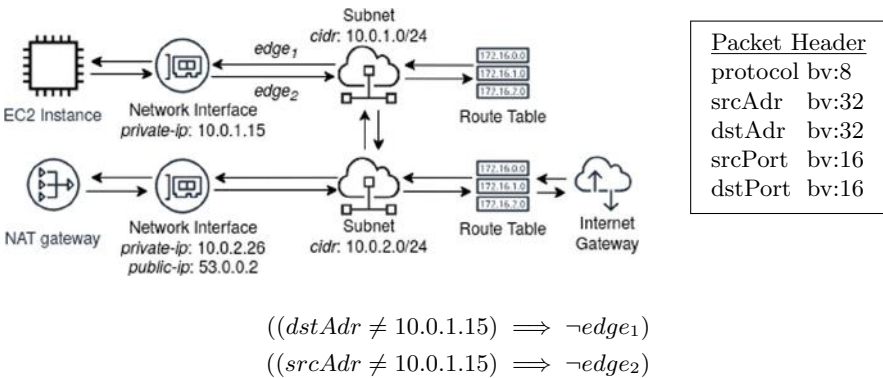 Subnet
cidr: 10.0.1.0/24
edge₁
edge₂
172.16.0.0
172.16.1.0
172.16.2.0
EC2 Instance
Network Interface
private-ip: 10.0.1.15
Route Table
172.16.0.0
172.16.1.0
172.16.2.0
NAT gateway
Network Interface
private-ip: 10.0.2.26
public-ip: 53.0.0.2
Subnet
cidr: 10.0.2.0/24
Route Table
Internet
Gateway
Packet Header
protocol bv:8
srcAdr bv:32
dstAdr bv:32
srcPort bv:16
dstPort bv:16
((dstAdr ≠ 10.0.1.15) ⟹ ¬edge₁)
((srcAdr ≠ 10.0.1.15) ⟹ ¬edge₂)